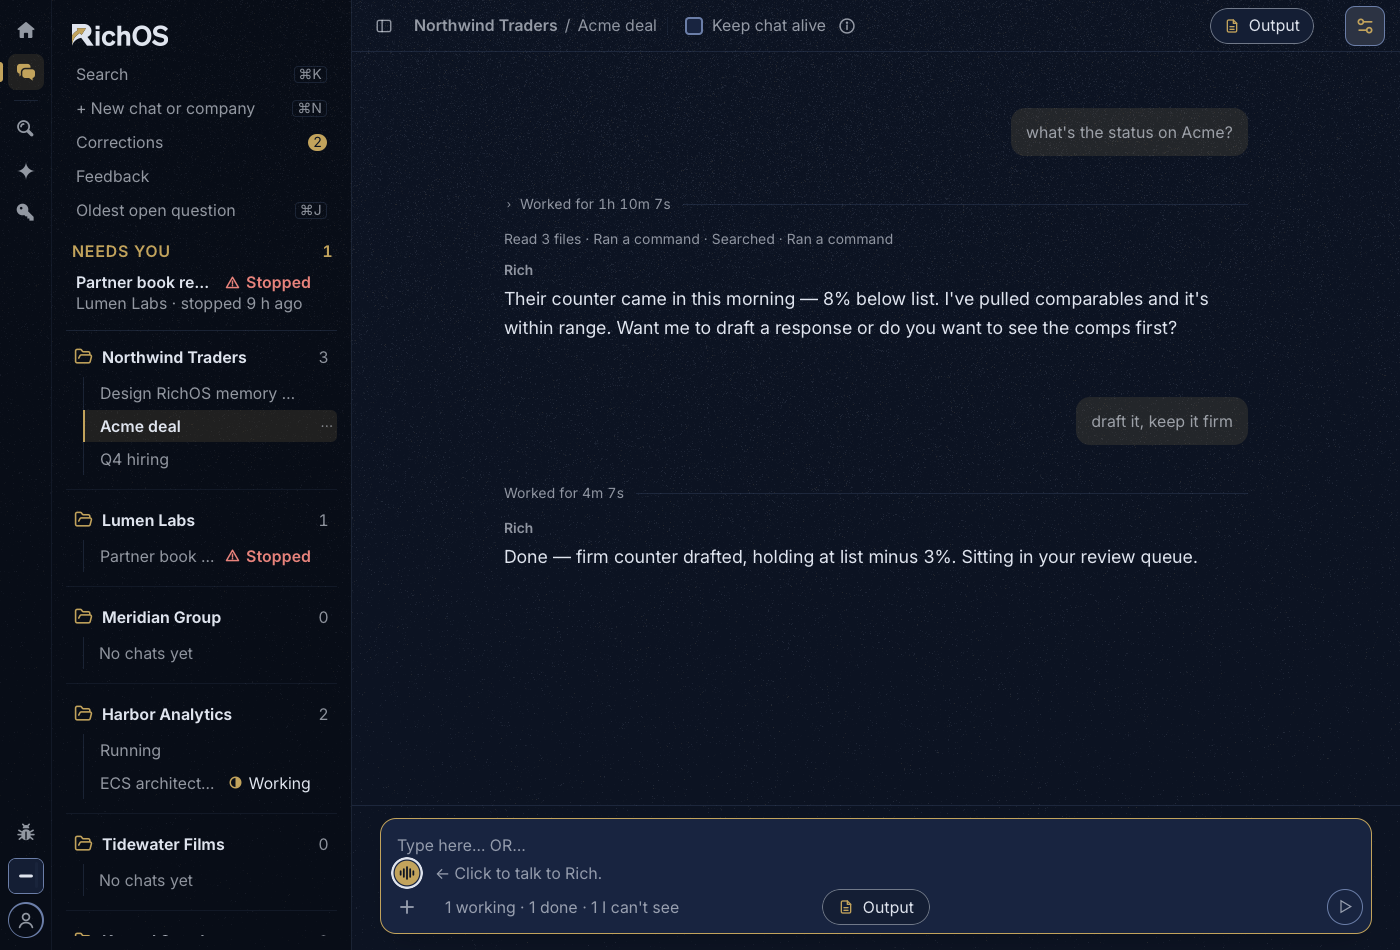 RichOS
Search ⌘K
+ New chat or company ⌘N
Corrections 2
Feedback
Oldest open question ⌘J
NEEDS YOU 1
Partner book re... Stopped
Lumen Labs · stopped 9 h ago
Northwind Traders 3
Design RichOS memory ...
Acme deal ...
Q4 hiring
Lumen Labs 1
Partner book ... Stopped
Meridian Group 0
No chats yet
Harbor Analytics 2
Running
ECS architect... Working
Tidewater Films 0
No chats yet
Northwind Traders / Acme deal Keep chat alive Output
what's the status on Acme?
› Worked for 1h 10m 7s
Read 3 files · Ran a command · Searched · Ran a command
Rich
Their counter came in this morning — 8% below list. I've pulled comparables and it's
within range. Want me to draft a response or do you want to see the comps first?
draft it, keep it firm
Worked for 4m 7s
Rich
Done — firm counter drafted, holding at list minus 3%. Sitting in your review queue.
Type here... OR...
← Click to talk to Rich.
+ 1 working · 1 done · 1 I can't see Output